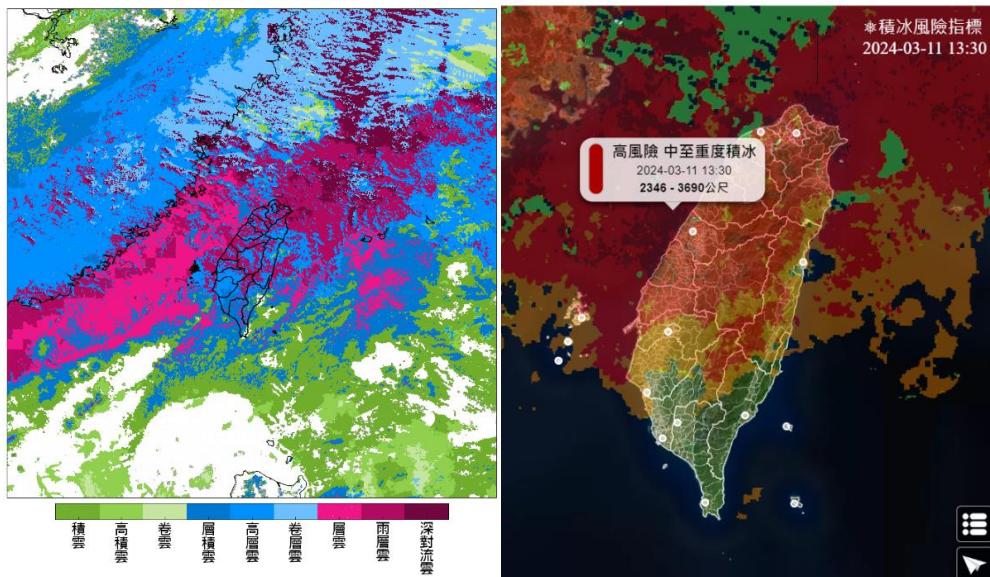 ❄積冰風險指標
2024-03-11 13:30
高風險 中至重度積冰
2024-03-11 13:30
2346 - 3690公尺
積雲
高積雲
卷雲
層積雲
高層雲
卷層雲
層雲
雨層雲
深對流雲